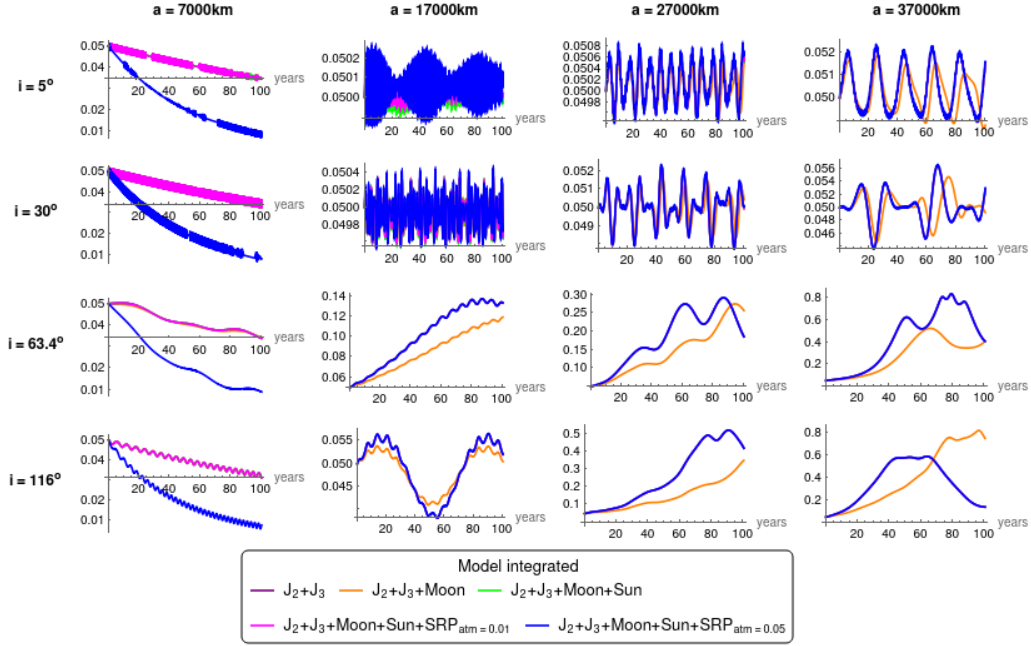 a = 7000km a = 17000km a = 27000km a = 37000km
i = 5°
0.05
0.04
0.02
0.01
20 40 60 80 100
years
0.0502
0.0501
0.0500
20 40 60 80 100
years
0.0508
0.0506
0.0504
0.0502
0.0500
0.0498
20 40 60 80 100
years
0.052
0.051
0.050
20 40 60 80 100
years
i = 30°
0.05
0.04
0.02
0.01
20 40 60 80 100
years
0.0504
0.0502
0.0500
0.0498
20 40 60 80 100
years
0.052
0.051
0.050
0.049
20 40 60 80 100
years
0.056
0.054
0.052
0.050
0.048
0.046
20 40 60 80 100
years
i = 63.4°
0.05
0.04
0.02
0.01
20 40 60 80 100
years
0.14
0.12
0.10
0.08
0.06
20 40 60 80 100
years
0.30
0.25
0.20
0.15
0.10
20 40 60 80 100
years
0.8
0.6
0.4
0.2
20 40 60 80 100
years
i = 116°
0.05
0.04
0.02
0.01
20 40 60 80 100
years
0.055
0.050
0.045
20 40 60 80 100
years
0.5
0.4
0.3
0.2
0.1
20 40 60 80 100
years
0.8
0.6
0.4
0.2
20 40 60 80 100
years
Model integrated
J₂+J₃ J₂+J₃+Moon J₂+J₃+Moon+Sun
J₂+J₃+Moon+Sun+SRP atm = 0.01 J₂+J₃+Moon+Sun+SRP atm = 0.05